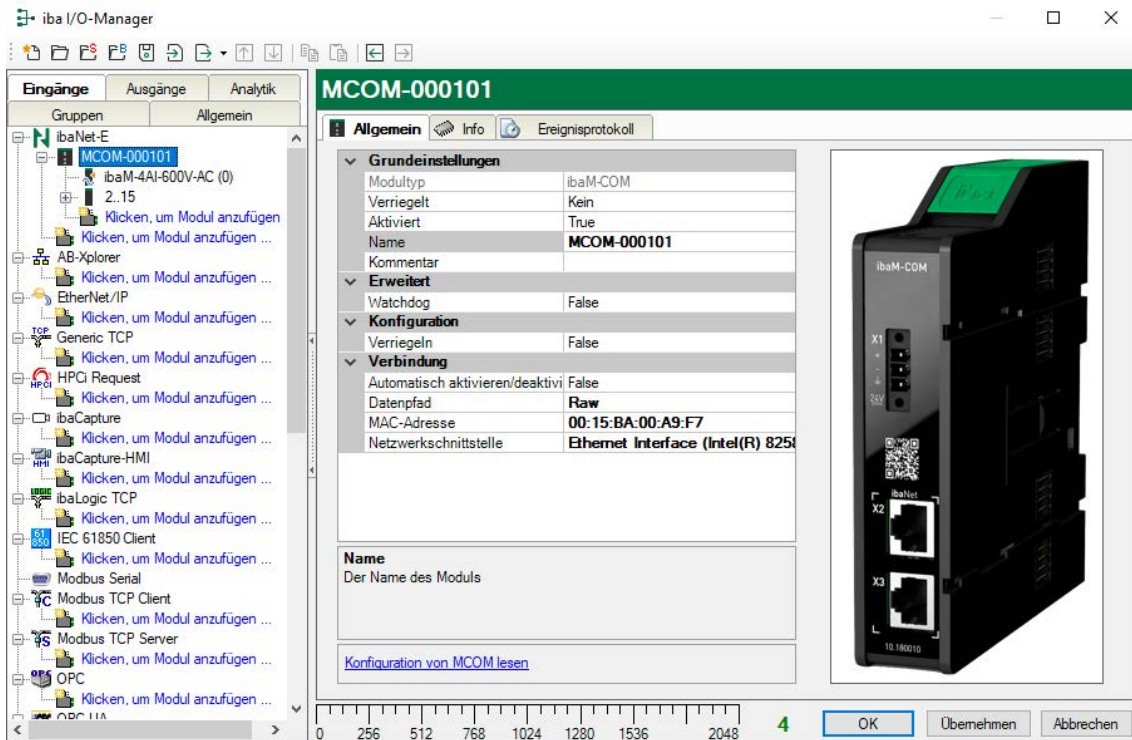 iba I/O-Manager
Eingänge Ausgänge Analytik
Gruppen Allgemein
ibaNet-E
MCOM-000101
ibaM-4AI-600V-AC (0)
2..15
Klicken, um Modul anzufügen
Klicken, um Modul anzufügen ...
AB-Xplorer
Klicken, um Modul anzufügen ...
EtherNet/IP
Klicken, um Modul anzufügen ...
TCP Generic TCP
Klicken, um Modul anzufügen ...
HPCI HPCi Request
Klicken, um Modul anzufügen ...
ibaCapture
Klicken, um Modul anzufügen ...
HMI ibaCapture-HMI
Klicken, um Modul anzufügen ...
LOGIC ibaLogic TCP
Klicken, um Modul anzufügen ...
61 850 IEC 61850 Client
Klicken, um Modul anzufügen ...
Modbus Serial
C Modbus TCP Client
Klicken, um Modul anzufügen ...
S Modbus TCP Server
Klicken, um Modul anzufügen ...
OPC OPC
Klicken, um Modul anzufügen ...
OPC UA
MCOM-000101
Allgemein Info Ereignisprotokoll
Grundeinstellungen
Modultyp ibaM-COM
Verriegelt Kein
Aktiviert True
Name MCOM-000101
Kommentar
Erweitert
Watchdog False
Konfiguration
Verriegeln False
Verbindung
Automatisch aktivieren/deaktivi False
Datenpfad Raw
MAC-Adresse 00:15:BA:00:A9:F7
Netzwerkschnittstelle Ethernet Interface (Intel(R) 8258
Name
Der Name des Moduls
Konfiguration von MCOM lesen
iba
ibaM-COM
X1
+
-
24V
ibaNet
X2
X3
10.180010
0 256 512 768 1024 1280 1536 2048
4
OK Übernehmen Abbrechen